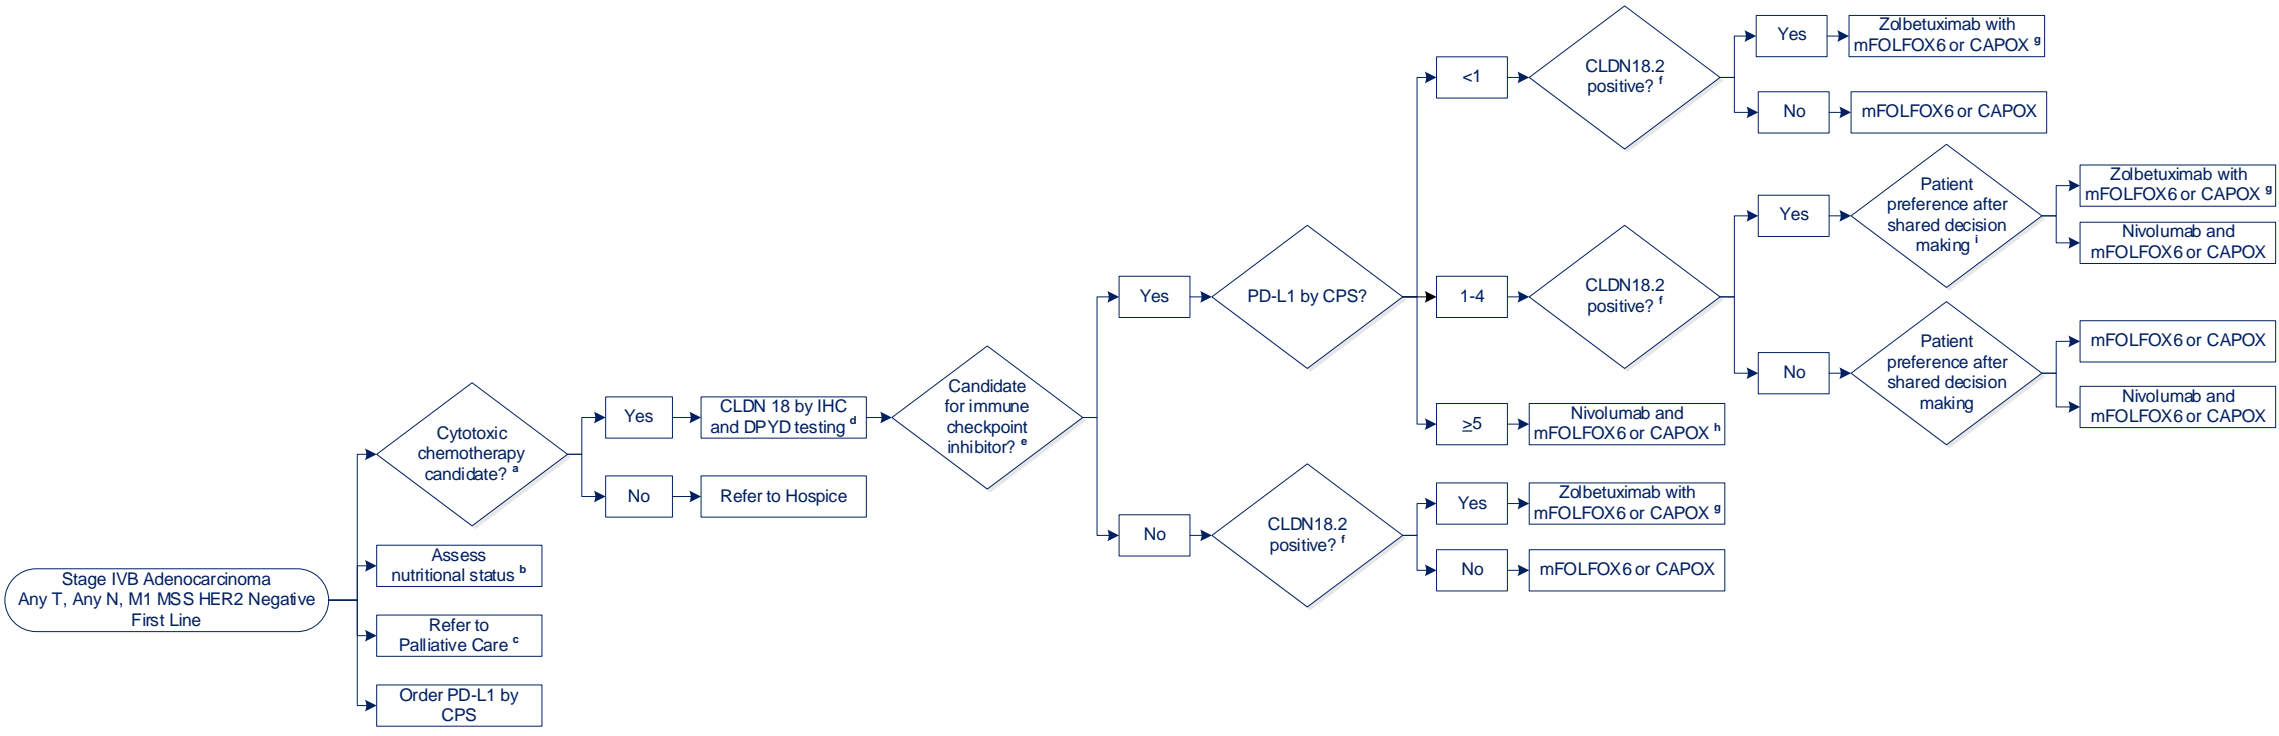 Stage IVB Adenocarcinoma
Any T, Any N, M1 MSS HER2 Negative
First Line
Cytotoxic
chemotherapy
candidate? a
Assess
nutritional status b
Refer to
Palliative Care c
Order PD-L1 by
CPS
Yes
CLDN 18 by IHC
and DPYD testing d
No
Refer to Hospice
Candidate
for immune
checkpoint
inhibitor? e
Yes
PD-L1 by CPS?
<1
CLDN18.2
positive? f
Yes
Zolbetuximab with
mFOLFOX6 or CAPOX g
No
mFOLFOX6 or CAPOX
1-4
CLDN18.2
positive? f
Yes
Patient
preference after
shared decision
making i
Zolbetuximab with
mFOLFOX6 or CAPOX g
Nivolumab and
mFOLFOX6 or CAPOX
No
Patient
preference after
shared decision
making
mFOLFOX6 or CAPOX
Nivolumab and
mFOLFOX6 or CAPOX
≥5
Nivolumab and
mFOLFOX6 or CAPOX h
No
CLDN18.2
positive? f
Yes
Zolbetuximab with
mFOLFOX6 or CAPOX g
No
mFOLFOX6 or CAPOX